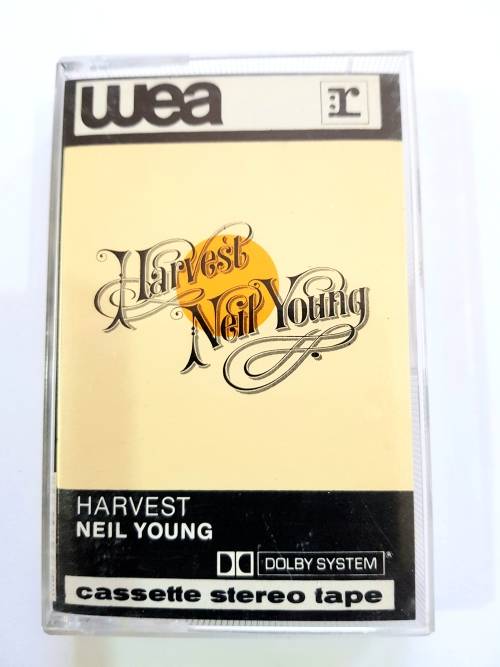 wea :r
Harvest
Neil Young
HARVEST
NEIL YOUNG
DOLBY SYSTEM®
cassette stereo tape